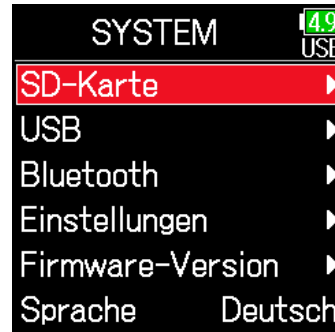 SYSTEM
4.9
USB
SD-Karte
USB
Bluetooth
Einstellungen
Firmware-Version
Sprache Deutsch